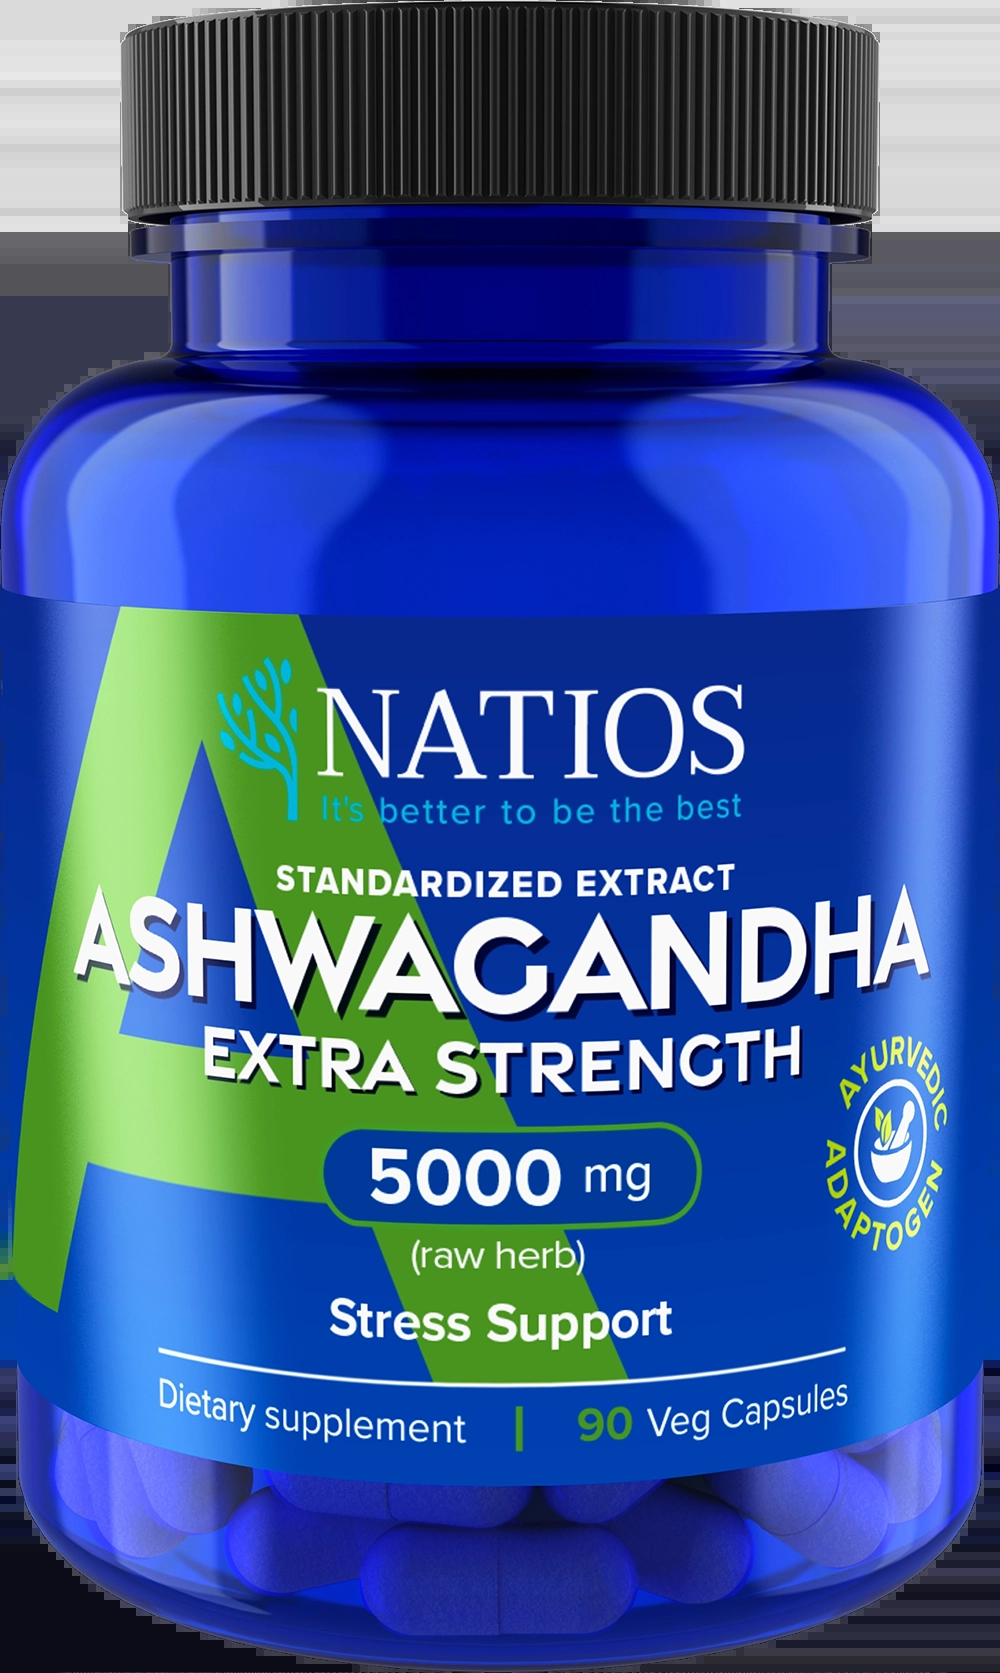 NATIOS
It's better to be the best
STANDARDIZED EXTRACT
ASHWAGANDHA
EXTRA STRENGTH
AYURVEDIC
ADAPTOGEN
5000 mg
(raw herb)
Stress Support
Dietary supplement | 90 Veg Capsules